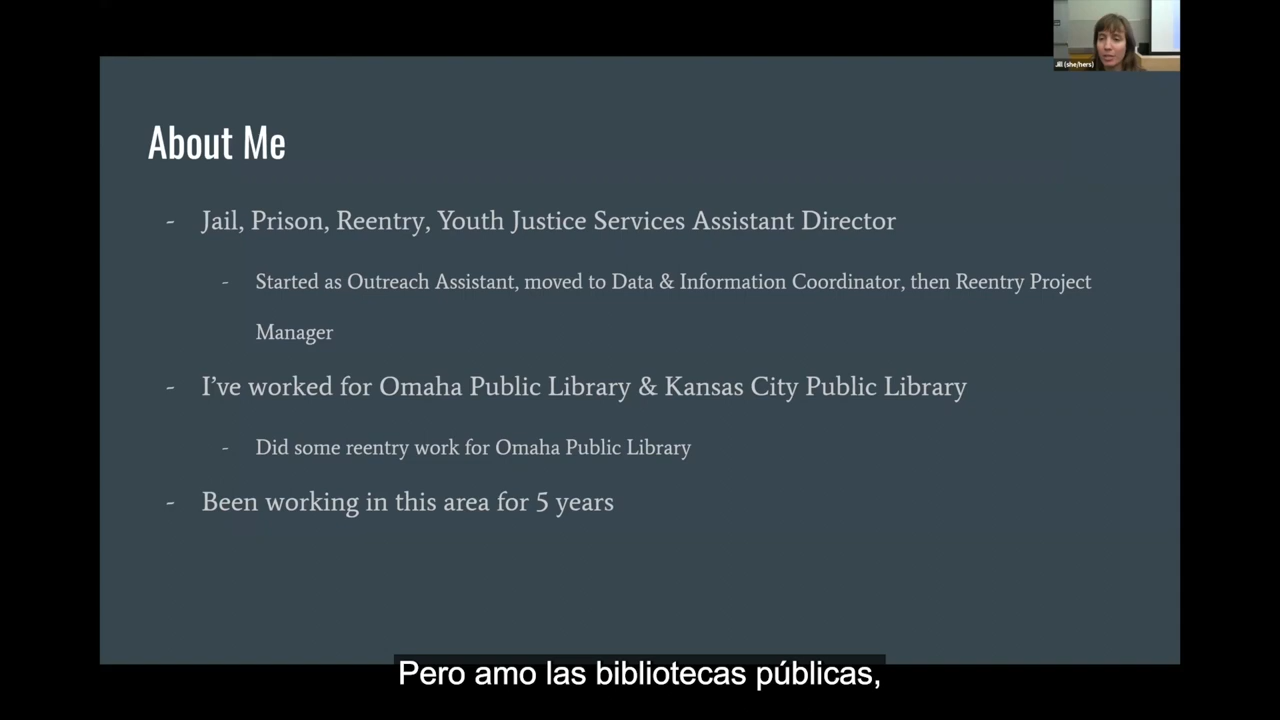 Jill (she/hers)
About Me
- Jail, Prison, Reentry, Youth Justice Services Assistant Director
- Started as Outreach Assistant, moved to Data & Information Coordinator, then Reentry Project
Manager
- I’ve worked for Omaha Public Library & Kansas City Public Library
- Did some reentry work for Omaha Public Library
- Been working in this area for 5 years
Pero amo las bibliotecas públicas,